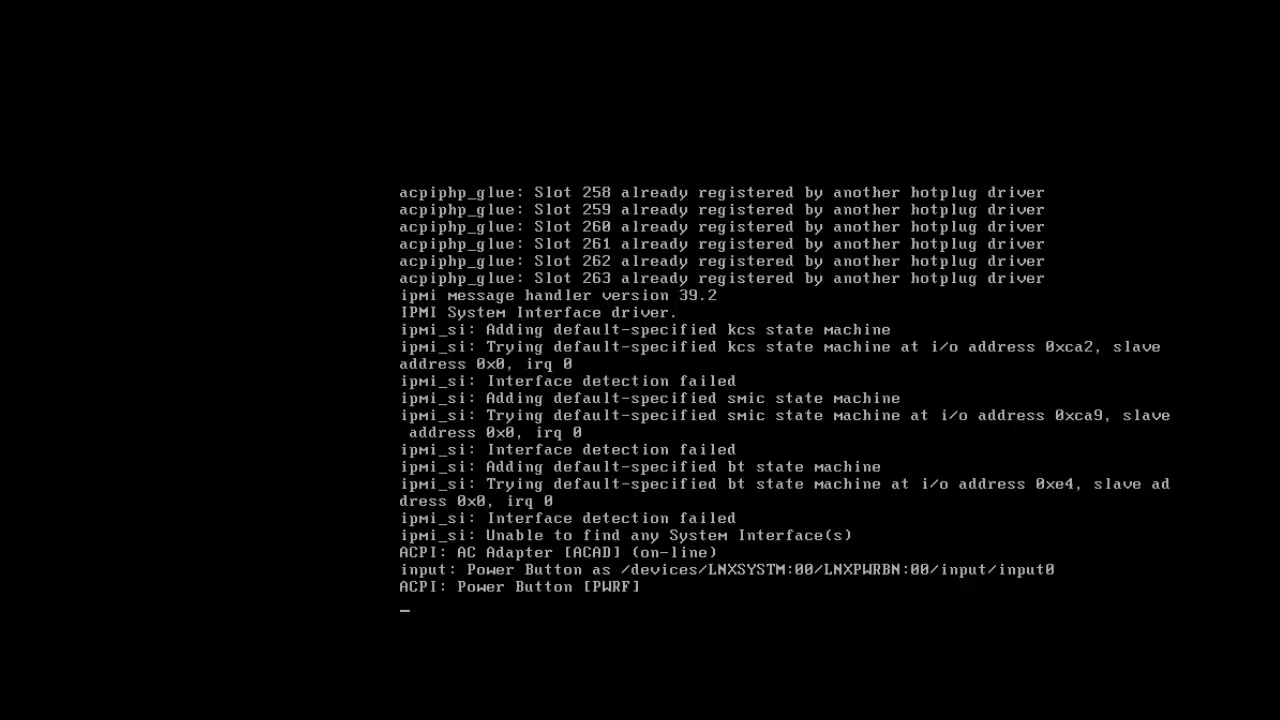 acpiphp_glue: Slot 258 already registered by another hotplug driver
acpiphp_glue: Slot 259 already registered by another hotplug driver
acpiphp_glue: Slot 260 already registered by another hotplug driver
acpiphp_glue: Slot 261 already registered by another hotplug driver
acpiphp_glue: Slot 262 already registered by another hotplug driver
acpiphp_glue: Slot 263 already registered by another hotplug driver
ipmi message handler version 39.2
IPMI System Interface driver.
ipmi_si: Adding default-specified kcs state machine
ipmi_si: Trying default-specified kcs state machine at i/o address 0xca2, slave
address 0x0, irq 0
ipmi_si: Interface detection failed
ipmi_si: Adding default-specified smic state machine
ipmi_si: Trying default-specified smic state machine at i/o address 0xca9, slave
 address 0x0, irq 0
ipmi_si: Interface detection failed
ipmi_si: Adding default-specified bt state machine
ipmi_si: Trying default-specified bt state machine at i/o address 0xe4, slave ad
dress 0x0, irq 0
ipmi_si: Interface detection failed
ipmi_si: Unable to find any System Interface(s)
ACPI: AC Adapter [ACAD] (on-line)
input: Power Button as /devices/LNXSYSTM:00/LNXPWRBN:00/input/input0
ACPI: Power Button [PWRF]
_